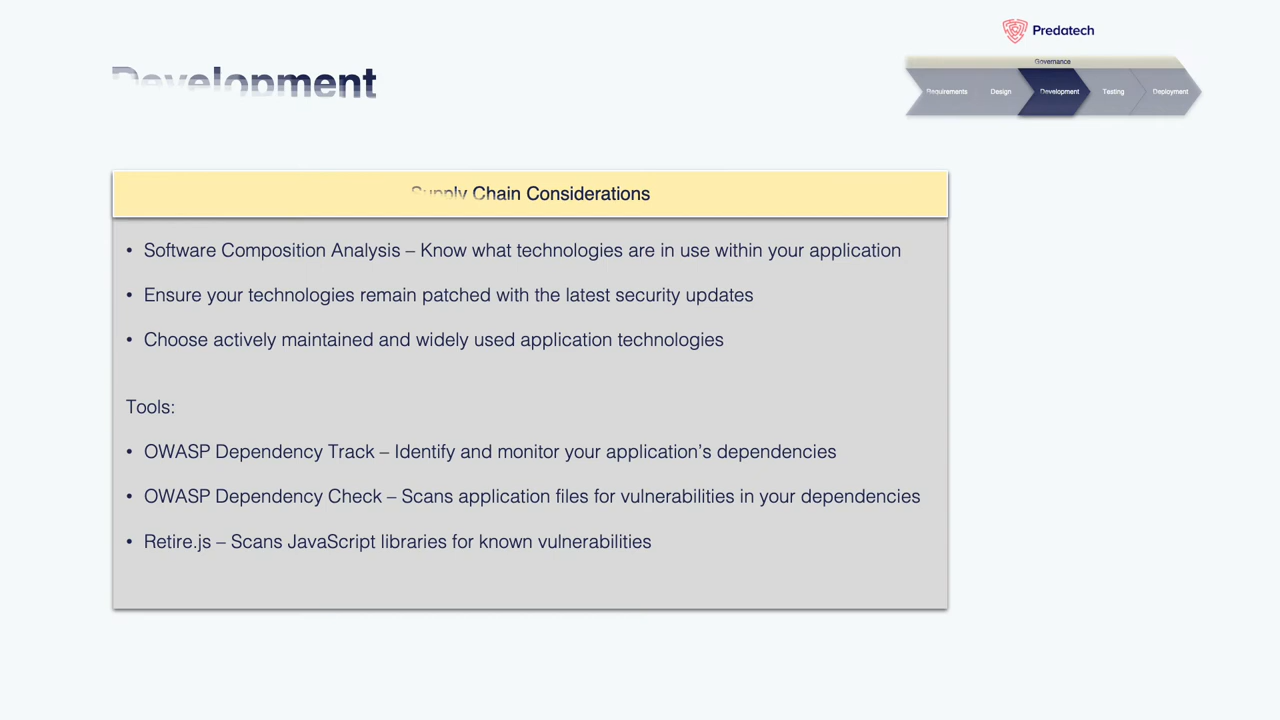 Predatech
Governance
Development
Requirements Design Development Testing Deployment
Supply Chain Considerations
• Software Composition Analysis – Know what technologies are in use within your application
• Ensure your technologies remain patched with the latest security updates
• Choose actively maintained and widely used application technologies
Tools:
• OWASP Dependency Track – Identify and monitor your application’s dependencies
• OWASP Dependency Check – Scans application files for vulnerabilities in your dependencies
• Retire.js – Scans JavaScript libraries for known vulnerabilities